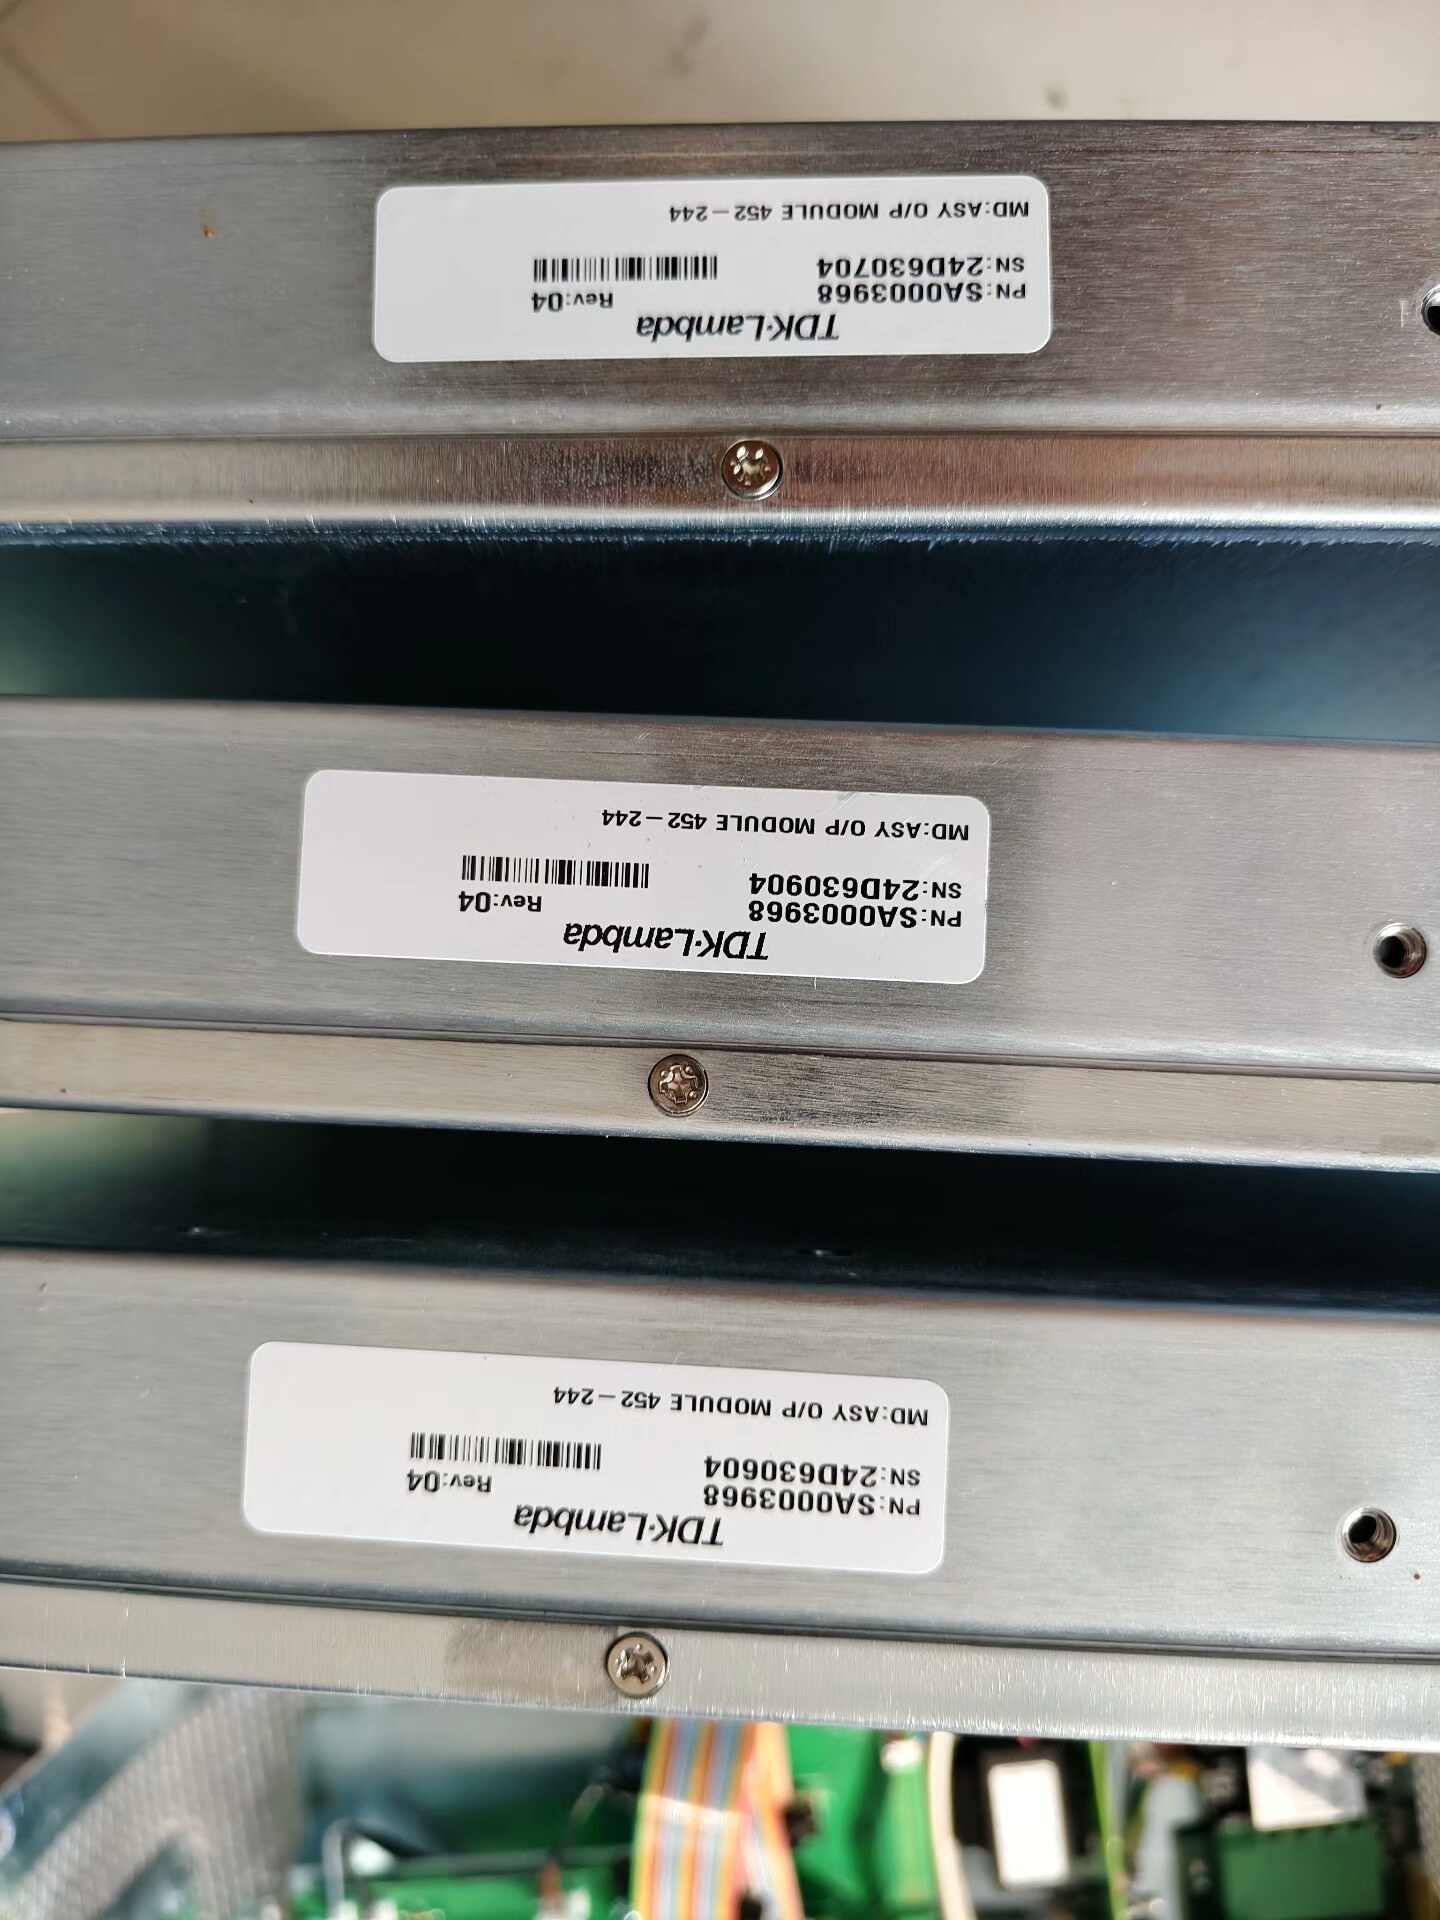 TDK·Lambda
PN:SA0003968 Rev:04
SN:24D630604
MD:ASY O/P MODULE 452-244
TDK·Lambda
PN:SA0003968 Rev:04
SN:24D630904
MD:ASY O/P MODULE 452-244
TDK·Lambda
PN:SA0003968 Rev:04
SN:24D630704
MD:ASY O/P MODULE 452-244